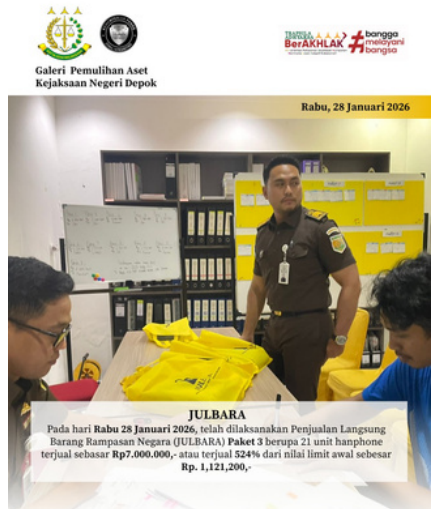 BerAKHLAK
#bangga
melayani
bangsa
Galeri Pemulihan Aset
Kejaksaan Negeri Depok
Rabu, 28 Januari 2026
JULBARA
Pada hari Rabu 28 Januari 2026, telah dilaksanakan Penjualan Langsung
Barang Rampasan Negara (JULBARA) Paket 3 berupa 21 unit hanphone
terjual sebasar Rp7.000.000,- atau terjual 524% dari nilai limit awal sebesar
Rp. 1,121,200,-